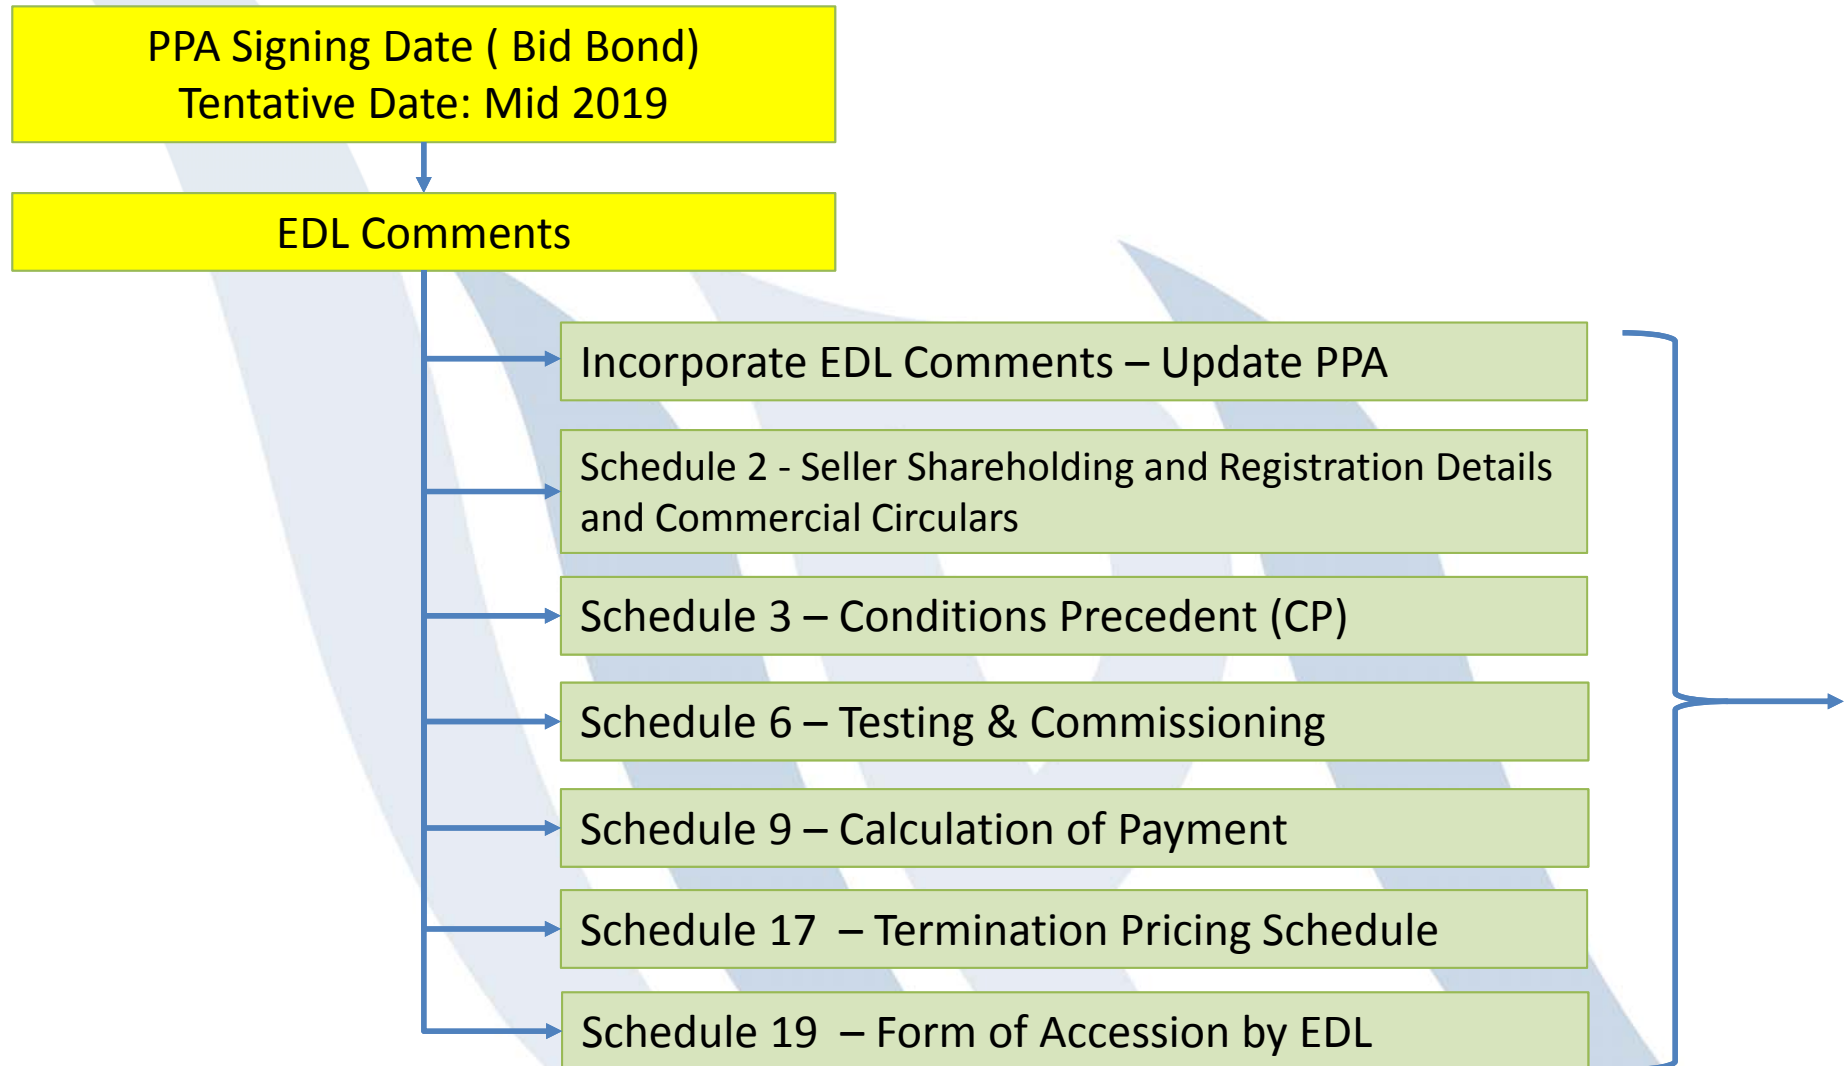 PPA Signing Date ( Bid Bond)
Tentative Date: Mid 2019
EDL Comments
Incorporate EDL Comments – Update PPA
Schedule 2 - Seller Shareholding and Registration Details
and Commercial Circulars
Schedule 3 – Conditions Precedent (CP)
Schedule 6 – Testing & Commissioning
Schedule 9 – Calculation of Payment
Schedule 17  – Termination Pricing Schedule
Schedule 19  – Form of Accession by EDL